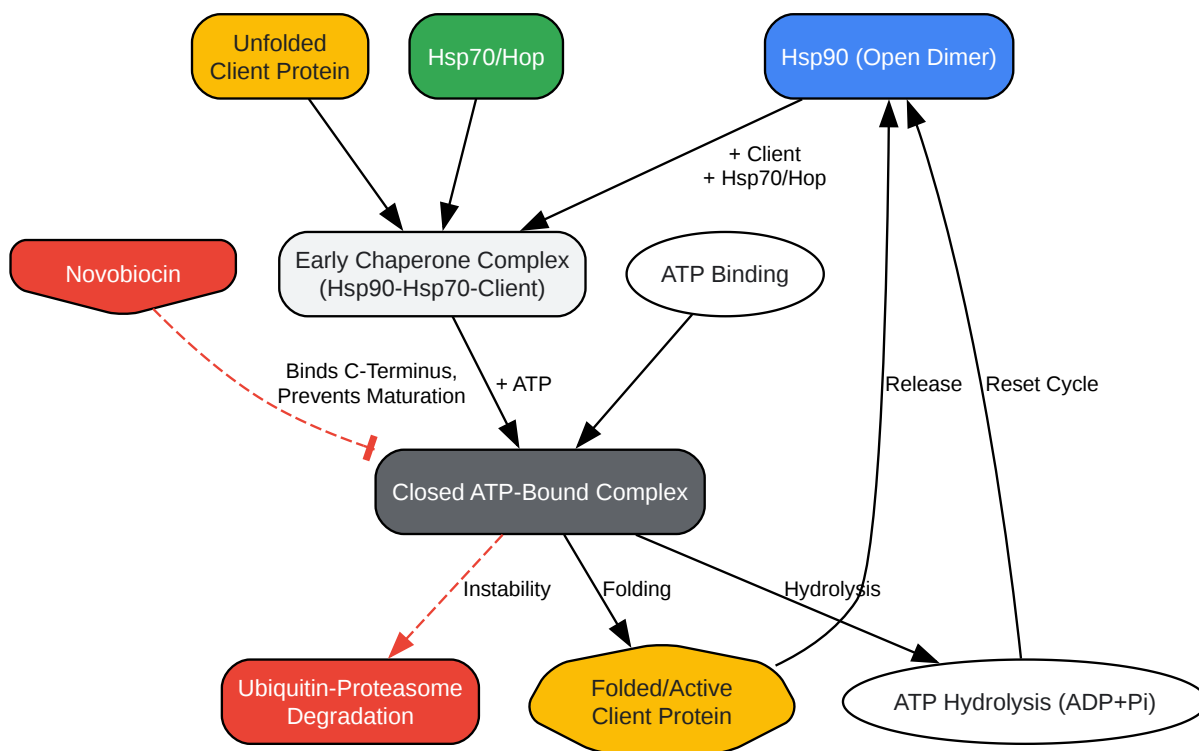 Unfolded
Client Protein
Hsp70/Hop
Hsp90 (Open Dimer)
+ Client
+ Hsp70/Hop
Novobiocin
Early Chaperone Complex
(Hsp90-Hsp70-Client)
ATP Binding
Binds C-Terminus,
Prevents Maturation
+ ATP
Release
Reset Cycle
Closed ATP-Bound Complex
Instability
Folding
Hydrolysis
Ubiquitin-Proteasome
Degradation
Folded/Active
Client Protein
ATP Hydrolysis (ADP+Pi)